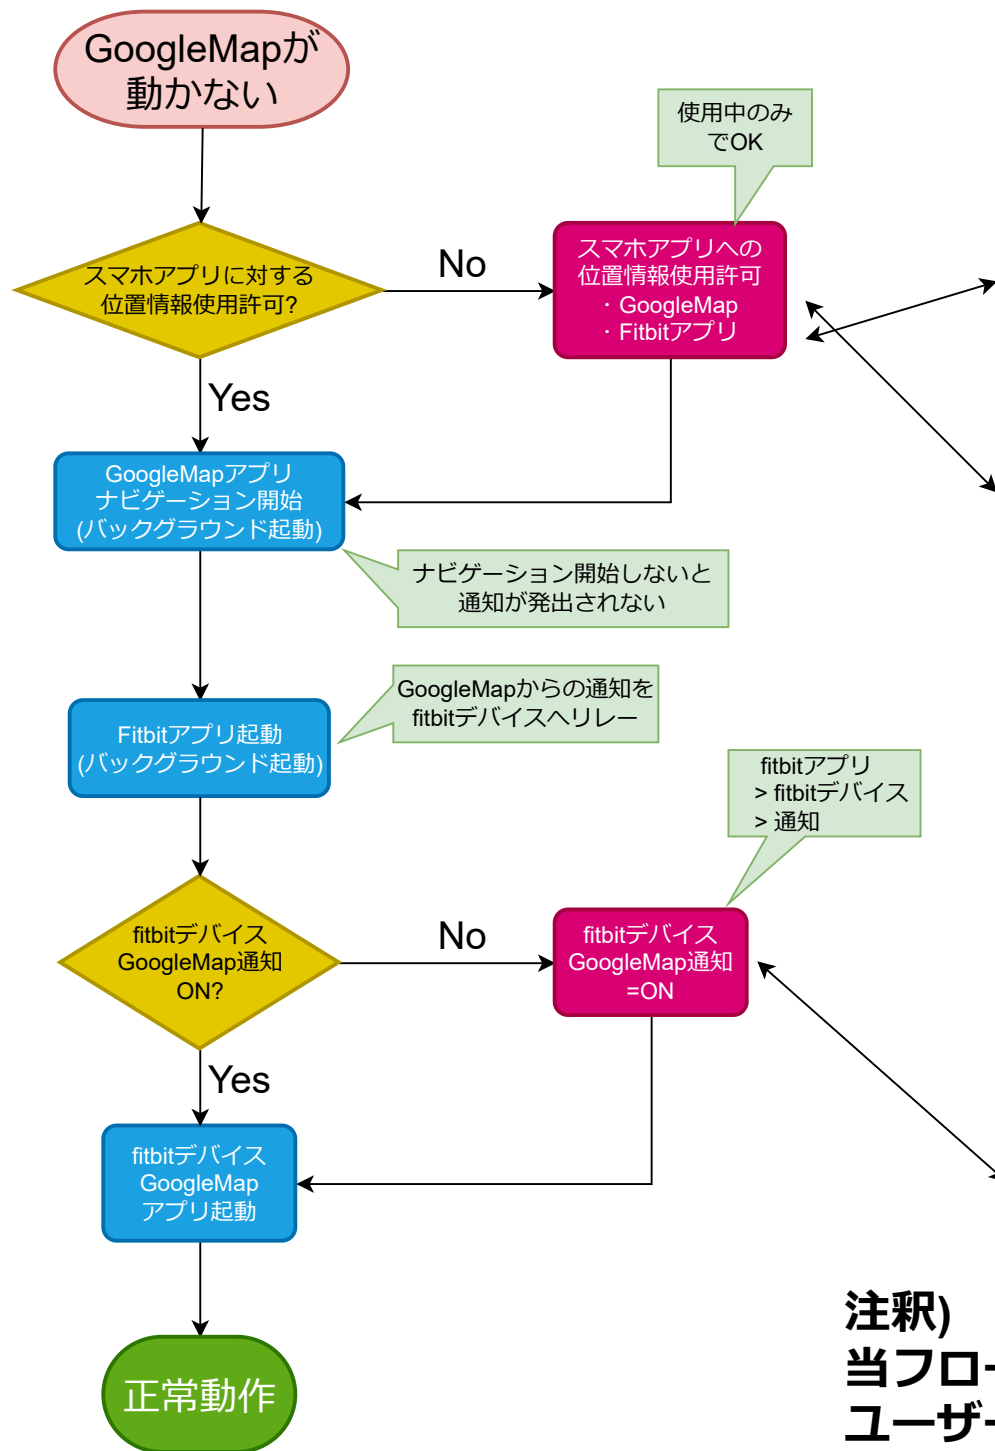 GoogleMapが
動かない
使用中のみ
でOK
スマホアプリに対する
位置情報使用許可?
No
スマホアプリへの
位置情報使用許可
・GoogleMap
・Fitbitアプリ
Yes
GoogleMapアプリ
ナビゲーション開始
(バックグラウンド起動)
ナビゲーション開始しないと
通知が発出されない
GoogleMapからの通知を
fitbitデバイスへリレー
Fitbitアプリ起動
(バックグラウンド起動)
fitbitアプリ
> fitbitデバイス
> 通知
fitbitデバイス
GoogleMap通知
ON?
No
fitbitデバイス
GoogleMap通知
=ON
Yes
fitbitデバイス
GoogleMap
アプリ起動
正常動作
注釈)
当フロー
ユーザー